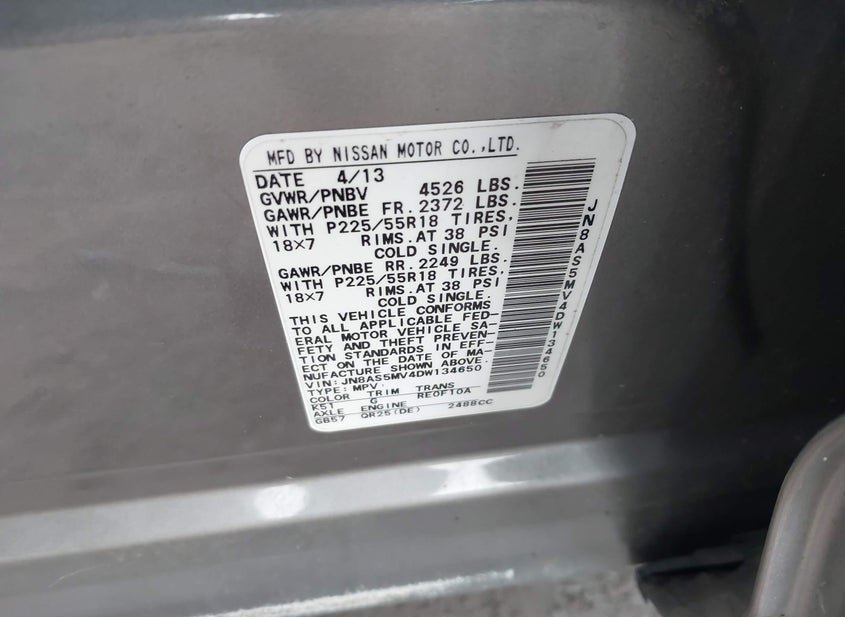 MFD BY NISSAN MOTOR CO.,LTD.
DATE 4/13
GVWR/PNBV 4526 LBS.
GAWR/PNBE FR. 2372 LBS.
WITH P225/55R18 TIRES,
18×7 RIMS.AT 38 PSI
COLD SINGLE.
GAWR/PNBE RR. 2249 LBS.
WITH P225/55R18 TIRES,
18×7 RIMS.AT 38 PSI
COLD SINGLE.
THIS VEHICLE CONFORMS
TO ALL APPLICABLE FED-
ERAL MOTOR VEHICLE SA-
FETY AND THEFT PREVEN-
TION STANDARDS IN EFF-
ECT ON THE DATE OF MA-
NUFACTURE SHOWN ABOVE.
VIN: JN8AS5MV4DW134650
TYPE: MPV
COLOR TRIM TRANS
K51 G RE0F10A
AXLE ENGINE
GB57 QR25(DE) 2488CC
JN8AS5MV4DW134650